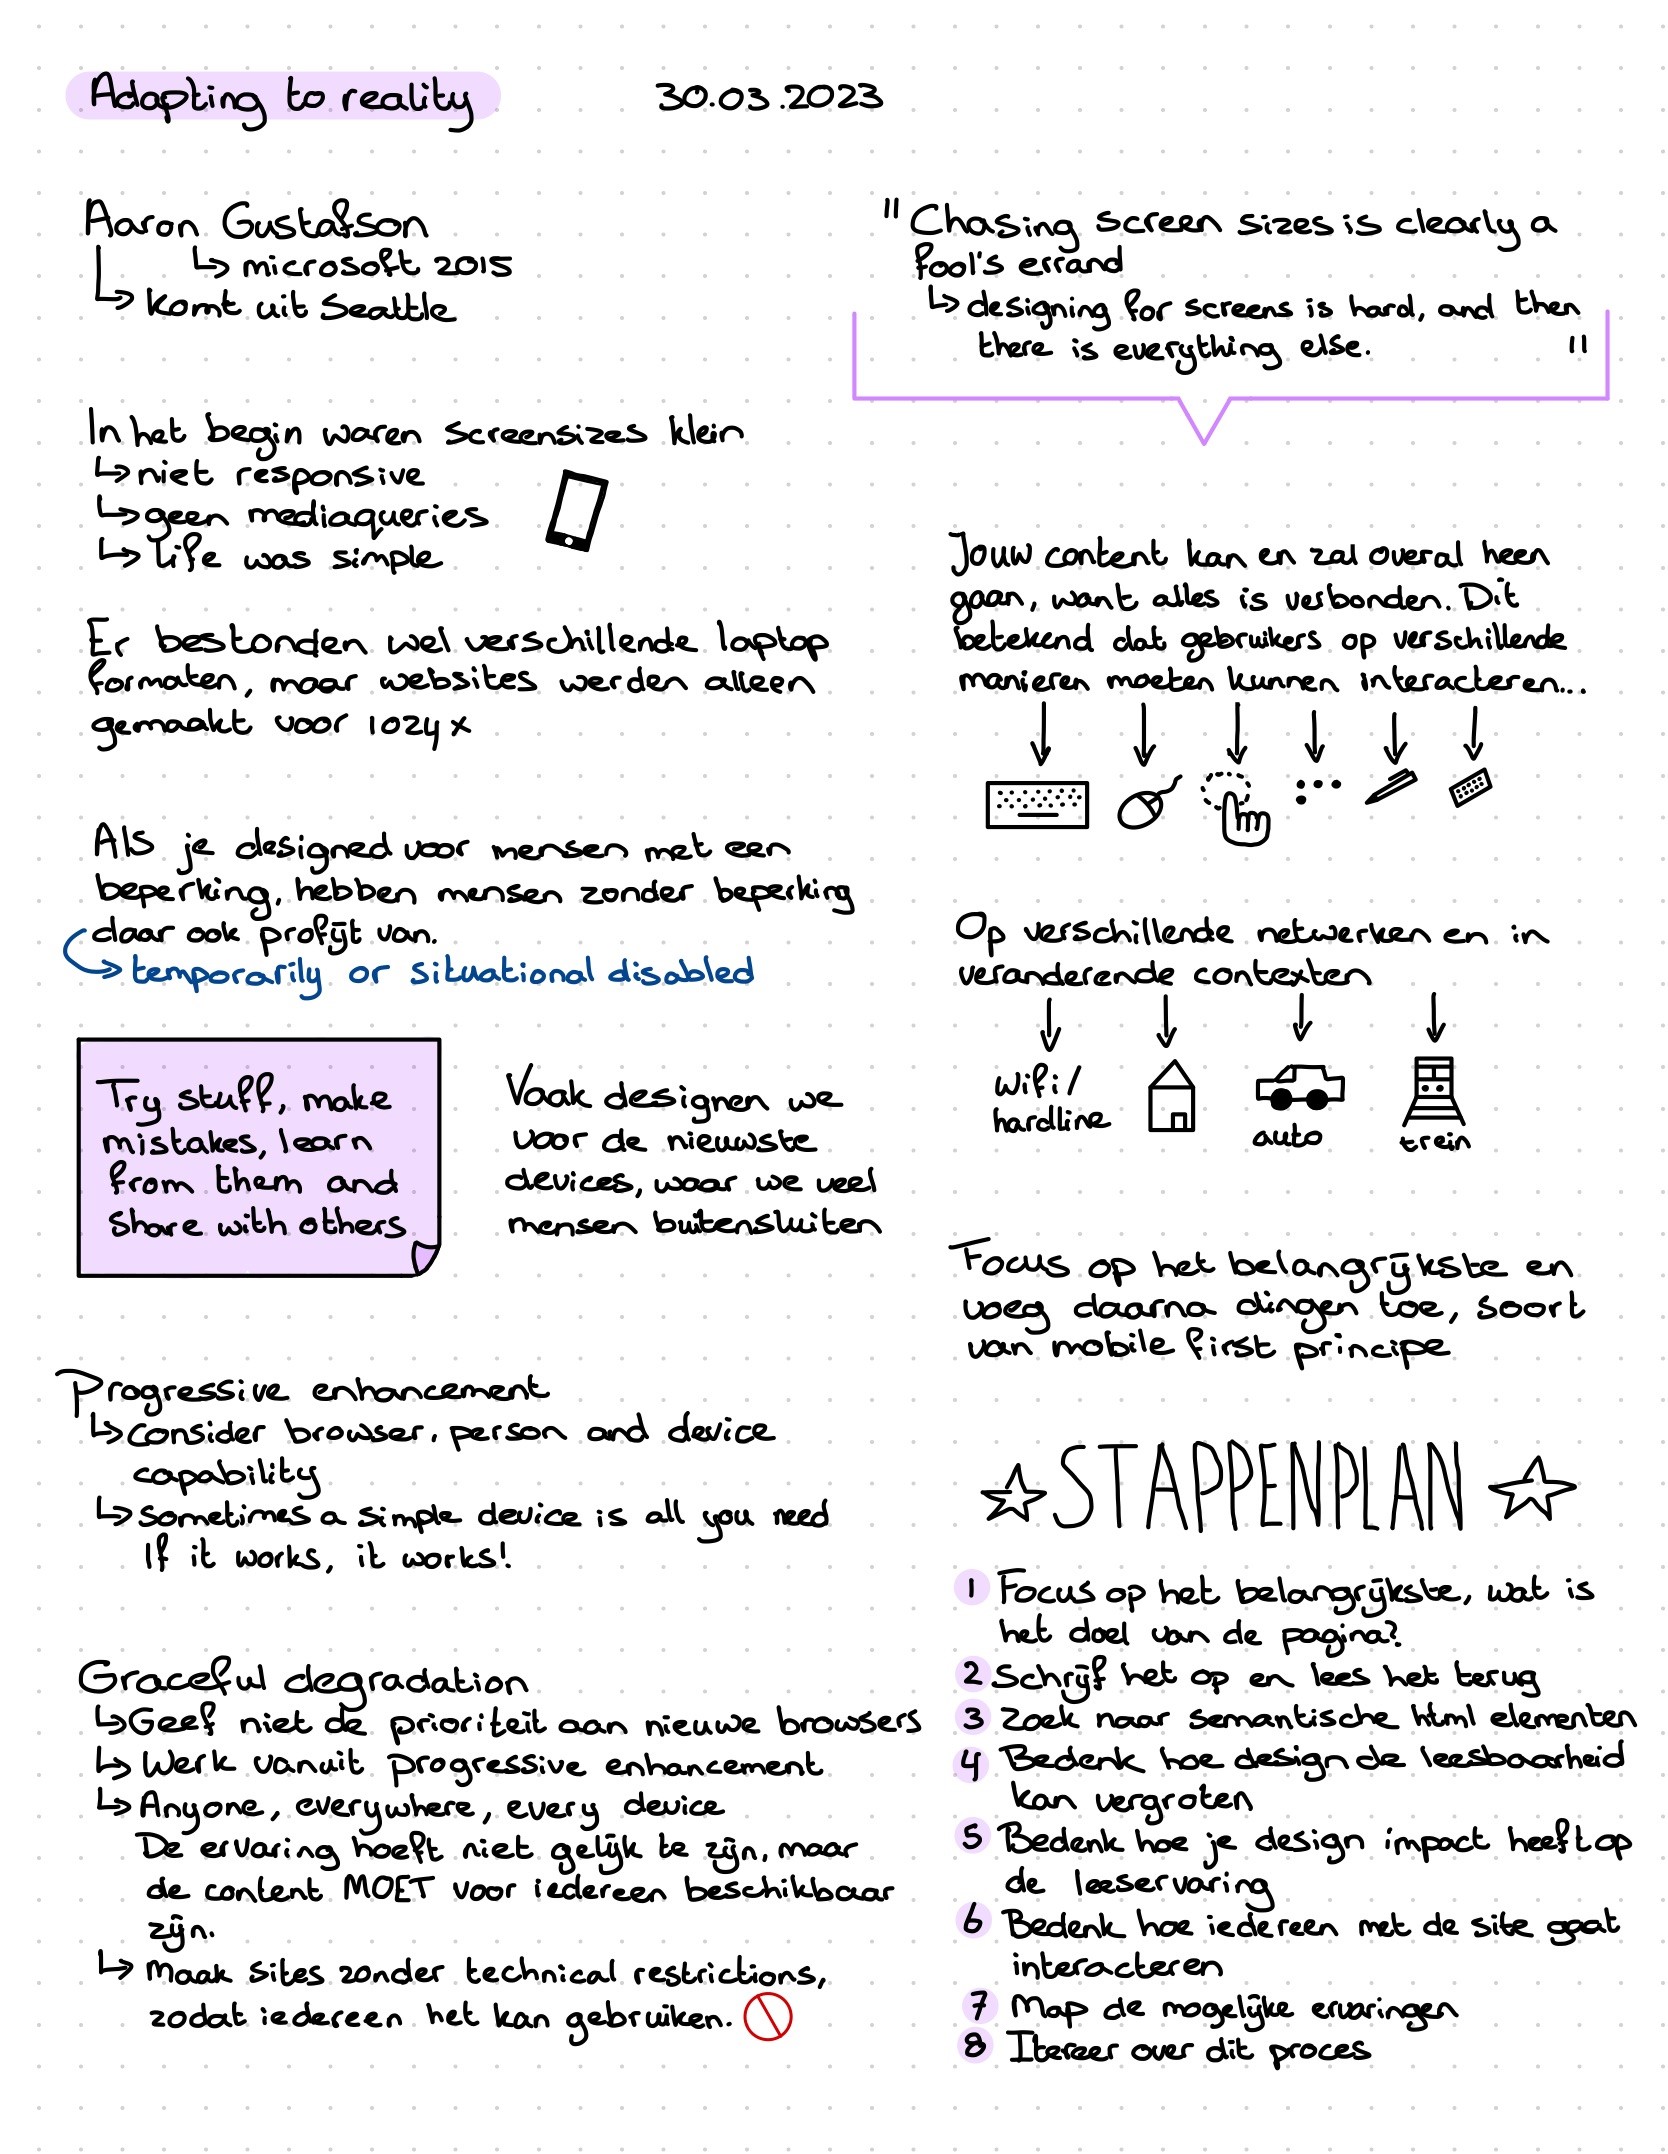 Adapting to reality
30.03.2023
Aaron Gustafson
↳ microsoft 2015
↳ komt uit Seattle
In het begin waren screensizes klein
↳ niet responsive
↳ geen mediaqueries
↳ life was simple
Er bestonden wel verschillende laptop
formaten, maar websites werden alleen
gemaakt voor 1024 x
Als je designed voor mensen met een
beperking, hebben mensen zonder beperking
daar ook profijt van.
↳ temporarily or situational disabled
Try stuff, make
mistakes, learn
from them and
share with others
Vaak designen we
voor de nieuwste
devices, waar we veel
mensen buitensluiten
Progressive enhancement
↳ consider browser, person and device
capability
↳ sometimes a simple device is all you need
If it works, it works!
Graceful degradation
↳ Geef niet de prioriteit aan nieuwe browsers
↳ Werk vanuit progressive enhancement
↳ Anyone, everywhere, every device
De ervaring hoeft niet gelijk te zijn, maar
de content MOET voor iedereen beschikbaar
zijn.
↳ Maak sites zonder technical restrictions,
zodat iedereen het kan gebruiken.
" Chasing screen sizes is clearly a
fool's errand
↳ designing for screens is hard, and then
there is everything else. "
Jouw content kan en zal overal heen
gaan, want alles is verbonden. Dit
betekend dat gebruikers op verschillende
manieren moeten kunnen interacteren...
Op verschillende netwerken en in
veranderende contexten
wifi/
hardline
auto
trein
Focus op het belangrijkste en
voeg daarna dingen toe, soort
van mobile first principe
STAPPENPLAN
1 Focus op het belangrijkste, wat is
het doel van de pagina?
2 Schrijf het op en lees het terug
3 Zoek naar semantische html elementen
4 Bedenk hoe design de leesbaarheid
kan vergroten
5 Bedenk hoe je design impact heeft op
de leeservaring
6 Bedenk hoe iedereen met de site gaat
interacteren
7 Map de mogelijke ervaringen
8 Itereer over dit proces